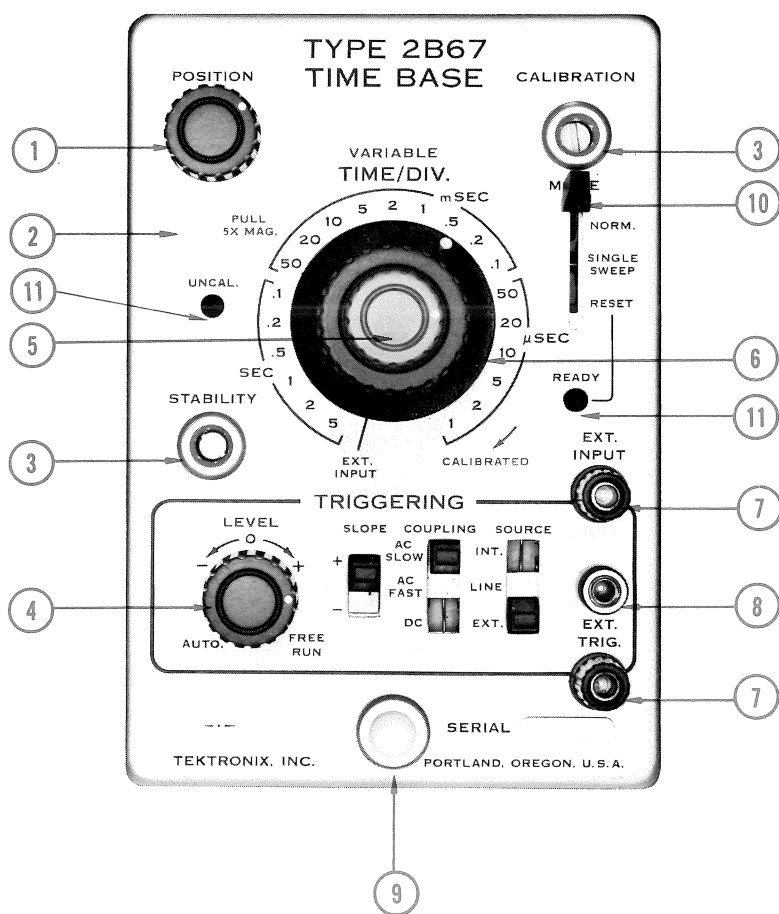 TYPE 2B67
TIME BASE
POSITION
CALIBRATION
1
3
VARIABLE
TIME/DIV.
mSEC
10
PULL
5X MAG.
2
50
20
10
5
2
1
.5
.2
.1
NORM.
SINGLE
SWEEP
RESET
UNCAL.
11
5
.1
.2
.5
1
2
5
SEC
50
20
10
5
2
1
µSEC
6
READY
11
STABILITY
3
EXT.
INPUT
CALIBRATED
EXT.
INPUT
7
TRIGGERING
LEVEL
- O +
AUTO.
FREE
RUN
4
SLOPE
+
-
COUPLING
AC
SLOW
AC
FAST
DC
SOURCE
INT.
LINE
EXT.
8
EXT.
TRIG.
7
SERIAL
TEKTRONIX, INC.
PORTLAND, OREGON, U.S.A.
9